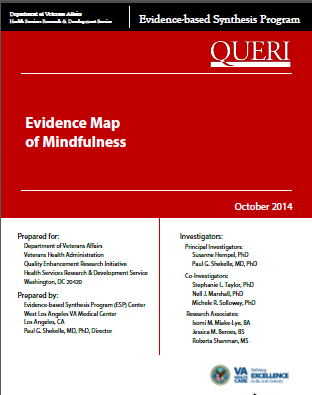 Department of Veterans Affairs
Health Services Research & Development Service
Evidence-based Synthesis Program
QUERI
Evidence Map
of Mindfulness
October 2014
Prepared for:
Department of Veterans Affairs
Veterans Health Administration
Quality Enhancement Research Initiative
Health Services Research & Development Service
Washington, DC 20420
Prepared by:
Evidence-based Synthesis Program (ESP) Center
West Los Angeles VA Medical Center
Los Angeles, CA
Paul G. Shekelle, MD, PhD, Director
Investigators:
Principal Investigators:
Susanne Hempel, PhD
Paul G. Shekelle, MD, PhD
Co-Investigators:
Stephanie L. Taylor, PhD
Nell J. Marshall, PhD
Michele R. Solloway, PhD
Research Associates:
Isomi M. Miake-Lye, BA
Jessica M. Beroes, BS
Roberta Shanman, MS
VA
HEALTH
CARE
Defining
EXCELLENCE